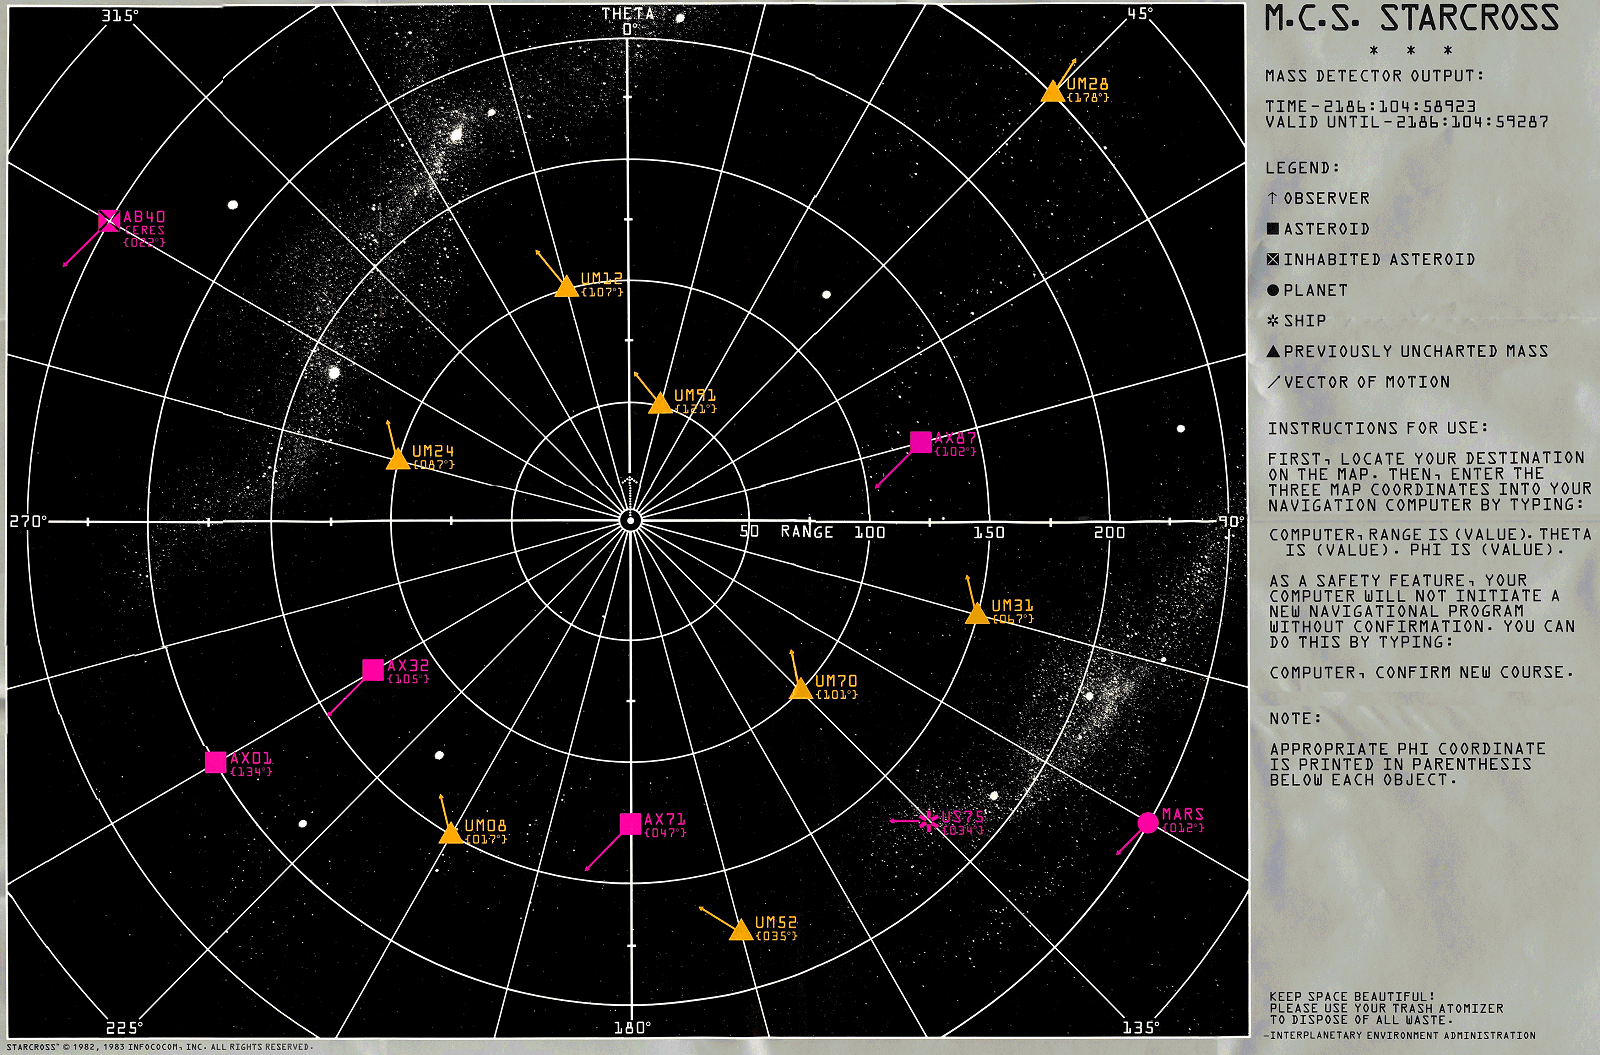 315°
THETA
0°
45°
UM28
{178°}
AB40
CERES
{022°}
UM12
{107°}
UM91
{121°}
UM24
{087°}
AX87
{102°}
270°
50 RANGE 100 150 200
90°
UM31
{067°}
AX32
{105°}
UM70
{101°}
AX01
{134°}
UM08
{017°}
AX71
{047°}
US75
{034°}
MARS
{012°}
UM52
{035°}
225°
180°
135°
STARCROSS™ © 1982, 1983 INFOCOCOM, INC. ALL RIGHTS RESERVED.
M.C.S. STARCROSS
* * *
MASS DETECTOR OUTPUT:
TIME-2186:104:58923
VALID UNTIL-2186:104:59287
LEGEND:
↑ OBSERVER
■ ASTEROID
INHABITED ASTEROID
● PLANET
SHIP
▲ PREVIOUSLY UNCHARTED MASS
/ VECTOR OF MOTION
INSTRUCTIONS FOR USE:
FIRST, LOCATE YOUR DESTINATION
ON THE MAP. THEN, ENTER THE
THREE MAP COORDINATES INTO YOUR
NAVIGATION COMPUTER BY TYPING:
COMPUTER, RANGE IS (VALUE). THETA
IS (VALUE). PHI IS (VALUE).
AS A SAFETY FEATURE, YOUR
COMPUTER WILL NOT INITIATE A
NEW NAVIGATIONAL PROGRAM
WITHOUT CONFIRMATION. YOU CAN
DO THIS BY TYPING:
COMPUTER, CONFIRM NEW COURSE.
NOTE:
APPROPRIATE PHI COORDINATE
IS PRINTED IN PARENTHESIS
BELOW EACH OBJECT.
KEEP SPACE BEAUTIFUL!
PLEASE USE YOUR TRASH ATOMIZER
TO DISPOSE OF ALL WASTE.
-INTERPLANETARY ENVIRONMENT ADMINISTRATION